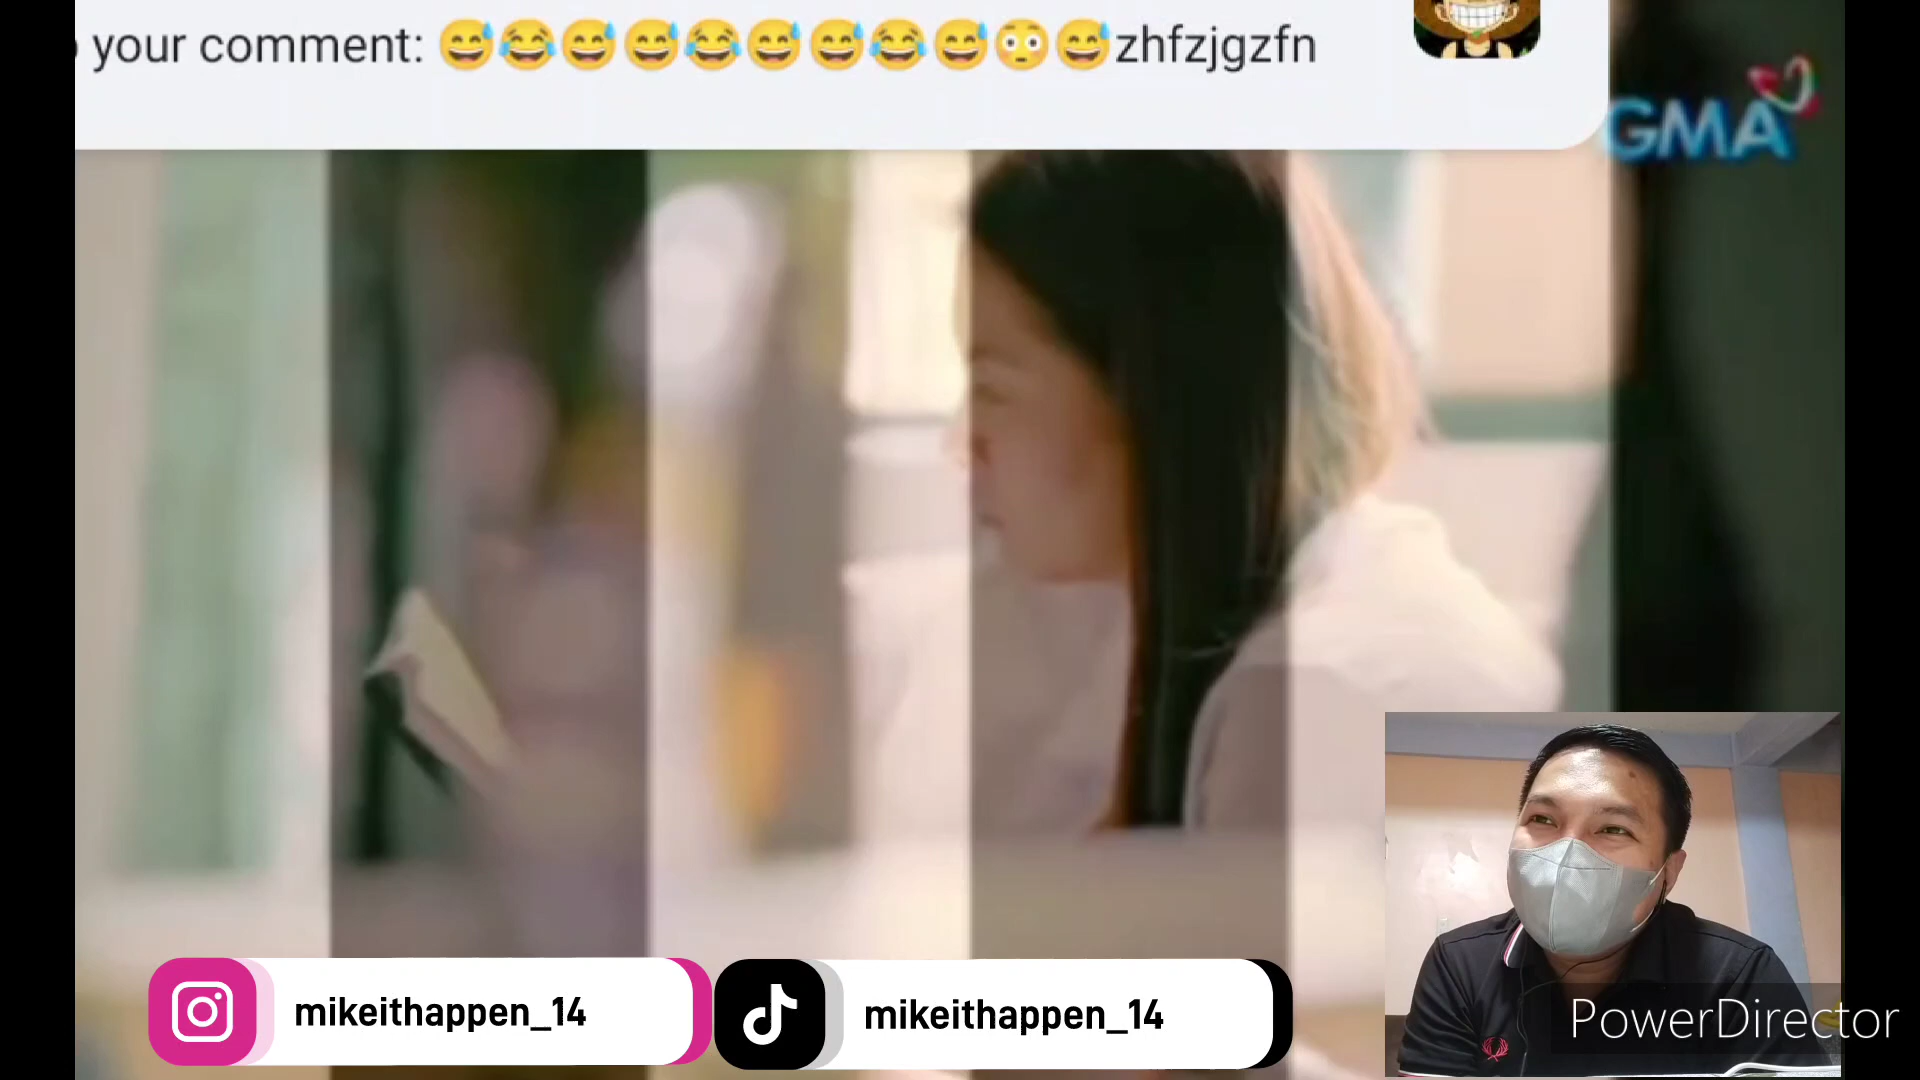 your comment: 😅😂😅😅😂😅😅😂😅😳😅zhfzjgzfn
GMA
mikeithappen_14
mikeithappen_14
PowerDirector